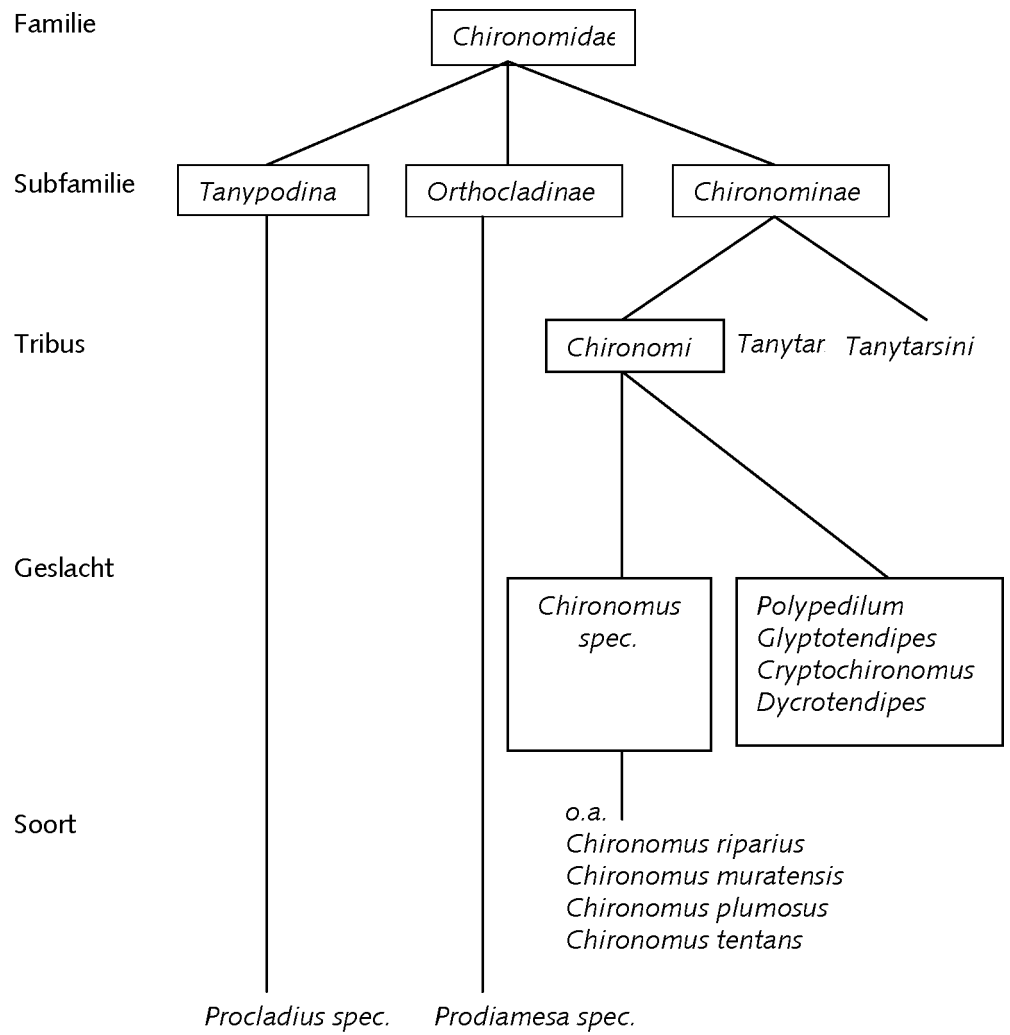 Familie
Chironomidae
Subfamilie
Tanypodina
Orthocladinae
Chironominae
Tribus
Chironomi
Tanytar
Tanytarsini
Geslacht
Chironomus
spec.
Polypedilum
Glyptotendipes
Cryptochironomus
Dycrotendipes
Soort
o.a.
Chironomus riparius
Chironomus muratensis
Chironomus plumosus
Chironomus tentans
Procladius spec.
Prodiamesa spec.